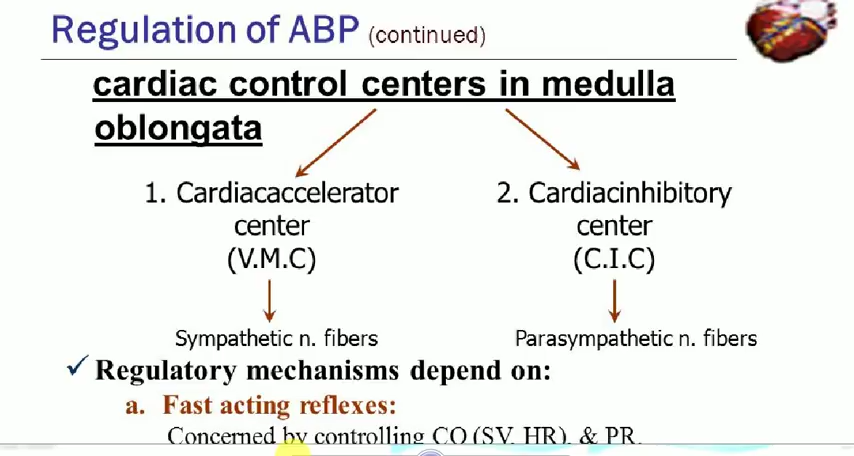 Regulation of ABP (continued)
cardiac control centers in medulla
oblongata
1. Cardiacaccelerator
center
(V.M.C)
Sympathetic n. fibers
2. Cardiacinhibitory
center
(C.I.C)
Parasympathetic n. fibers
✓ Regulatory mechanisms depend on:
a. Fast acting reflexes:
Concerned by controlling CO (SV, HR), & PR.